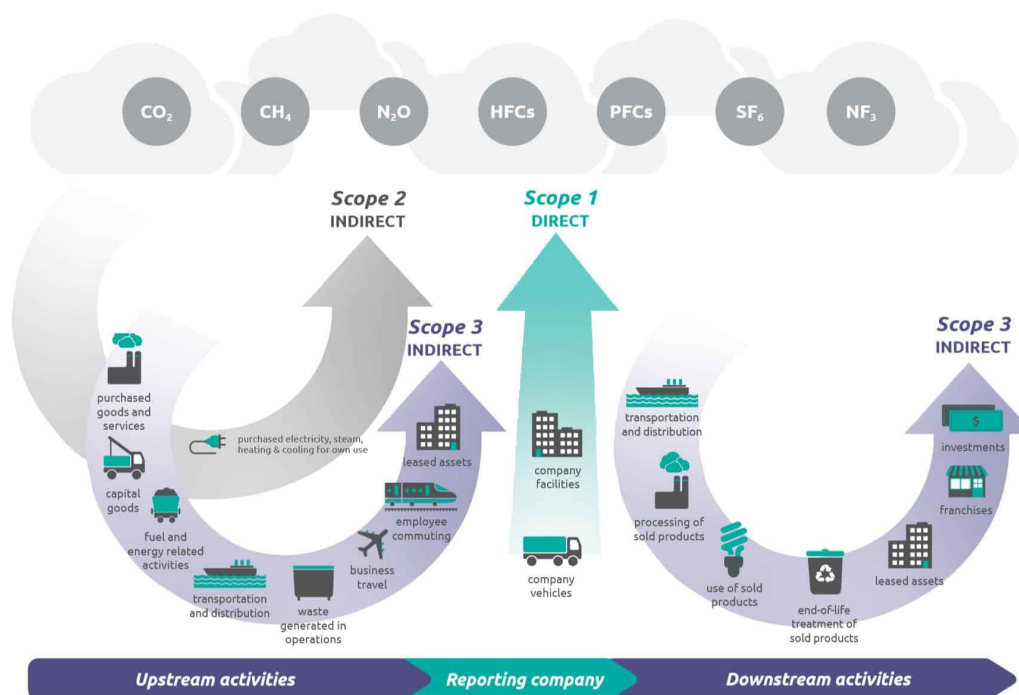 CO₂
CH₄
N₂O
HFCs
PFCs
SF₆
NF₃
Scope 2
INDIRECT
Scope 1
DIRECT
Scope 3
INDIRECT
Scope 3
INDIRECT
purchased
goods and
services
capital
goods
fuel and
energy related
activities
transportation
and distribution
waste
generated in
operations
business
travel
employee
commuting
leased assets
purchased electricity, steam,
heating & cooling for own use
company
facilities
company
vehicles
transportation
and distribution
processing of
sold products
use of sold
products
end-of-life
treatment of
sold products
leased assets
franchises
$
investments
Upstream activities
Reporting company
Downstream activities